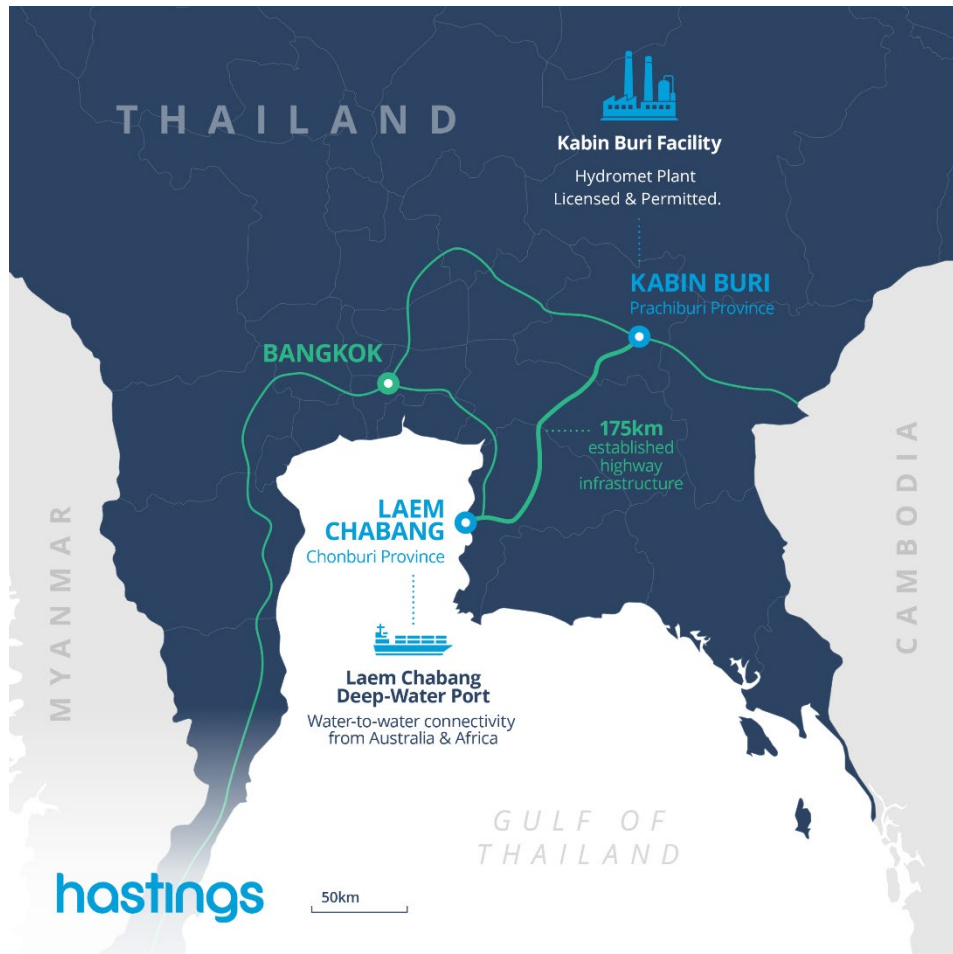 THAILAND
Kabin Buri Facility
Hydromet Plant
Licensed & Permitted.
KABIN BURI
Prachiburi Province
BANGKOK
175km
established
highway
infrastructure
LAEM
CHABANG
Chonburi Province
MYANMAR
CAMBODIA
Laem Chabang
Deep-Water Port
Water-to-water connectivity
from Australia & Africa
GULF OF
THAILAND
hastings
50km